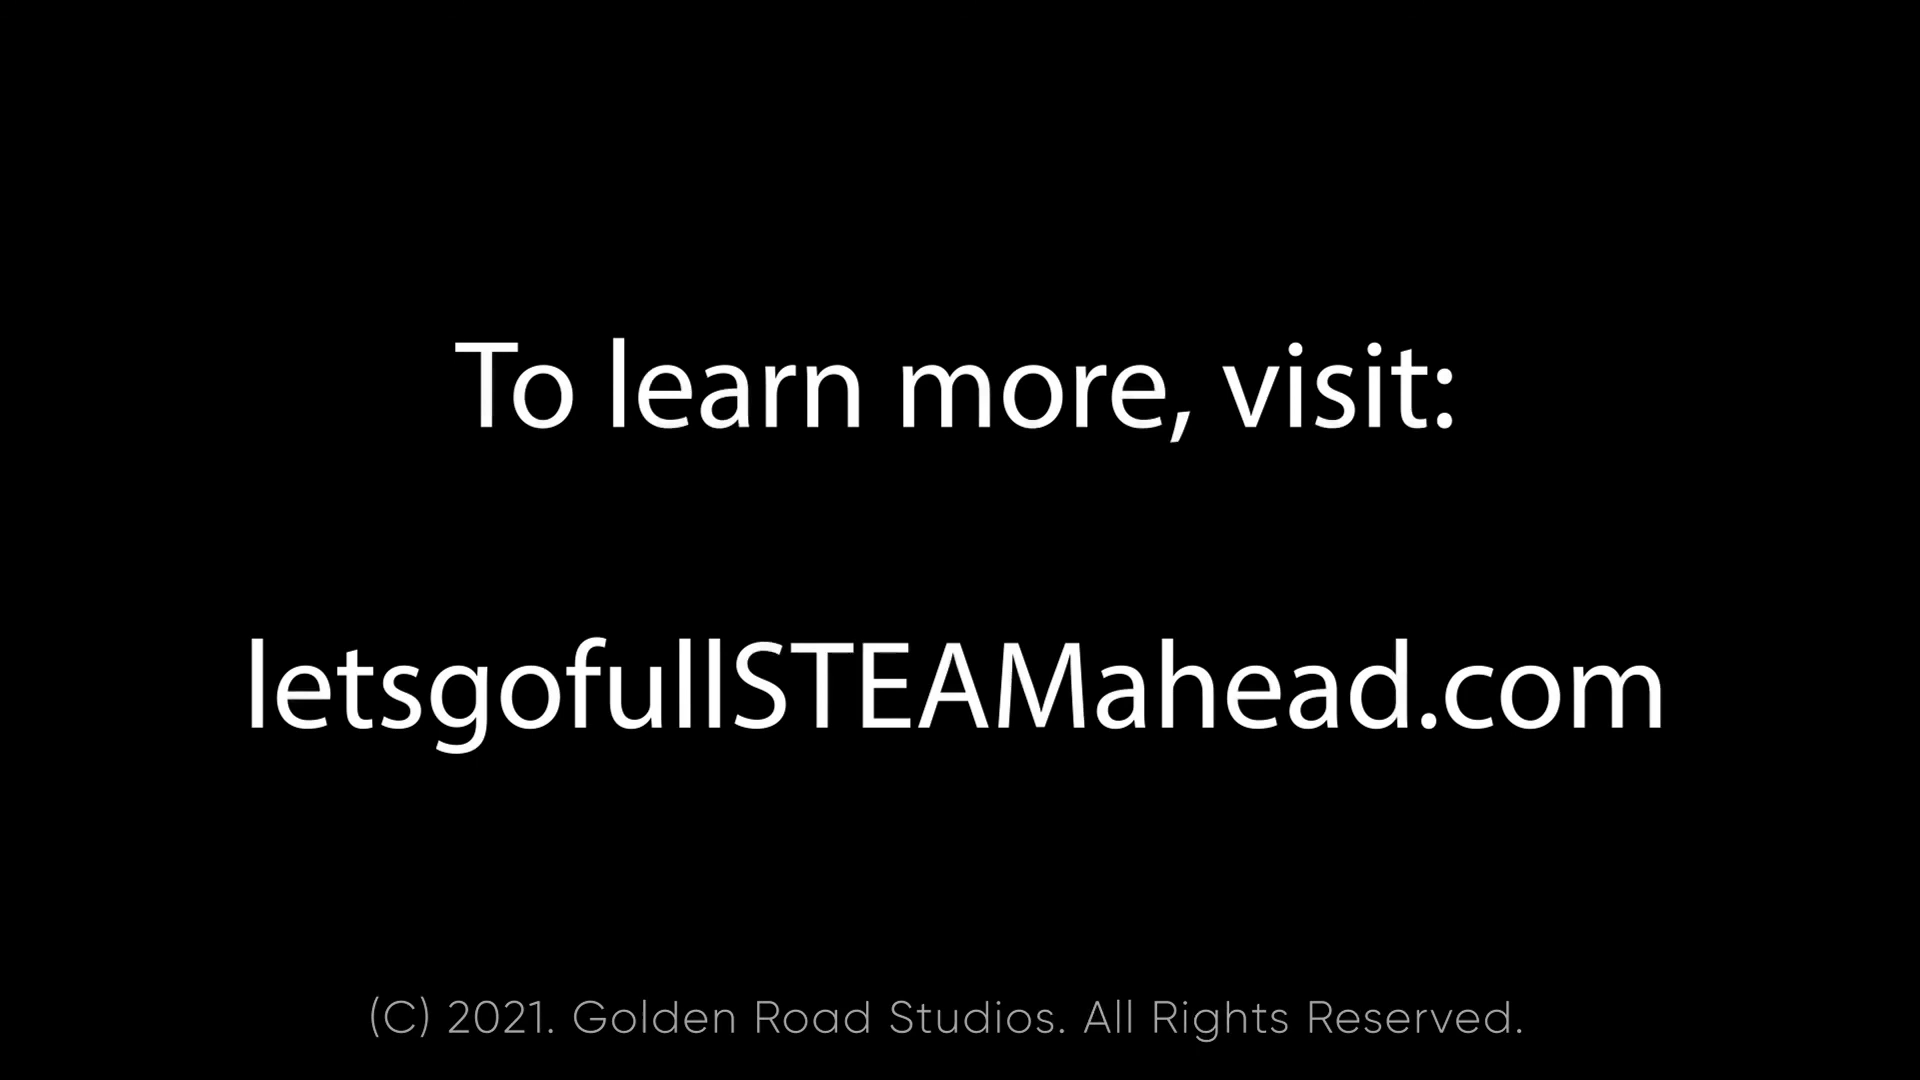 To learn more, visit:
letsgofullSTEAMahead.com
(C) 2021. Golden Road Studios. All Rights Reserved.